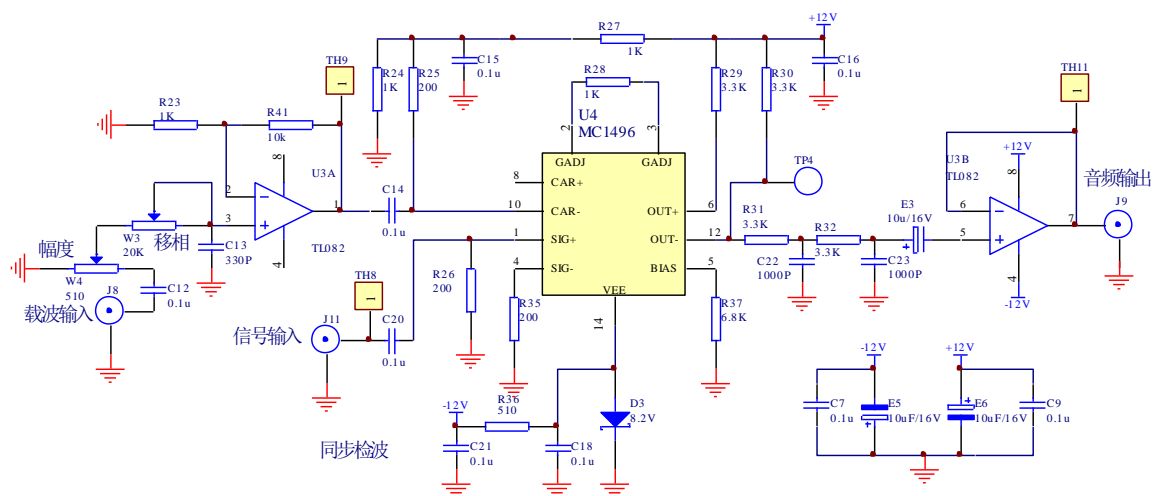 R27
1K
+12V
TH9
1
R24
1K
R25
200
C15
0.1u
R28
1K
R29
3.3K
R30
3.3K
C16
0.1u
TH11
1
R23
1K
R41
10k
U4
MC1496
2
3
GADJ
GADJ
8
CAR+
10
CAR-
1
SIG+
4
SIG-
OUT+
6
OUT-
12
BIAS
5
VEE
14
U3A
8
2
3
1
4
TL082
C14
0.1u
TP4
U3B
TL082
+12V
8
6
5
7
4
-12V
音频输出
J9
E3
10u/16V
R31
3.3K
R32
3.3K
C22
1000P
C23
1000P
移相
W3
20K
C13
330P
幅度
W4
510
C12
0.1u
J8
载波输入
R26
200
R35
200
R37
6.8K
TH8
1
J11
信号输入
C20
0.1u
-12V
R36
510
D3
8.2V
C21
0.1u
C18
0.1u
同步检波
-12V
+12V
C7
0.1u
E5
10uF/16V
E6
10uF/16V
C9
0.1u